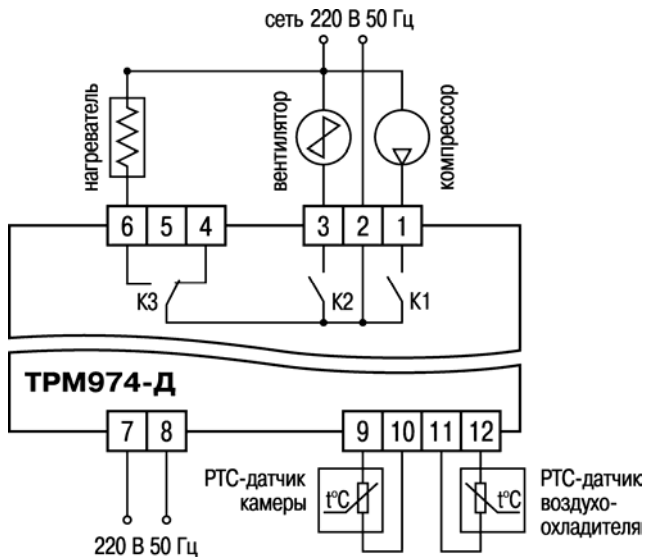 сеть 220 В 50 Гц
нагреватель
вентилятор
компрессор
6 5 4 3 2 1
К3 К2 К1
ТРМ974-Д
7 8 9 10 11 12
РТС-датчик
камеры
t°C
t°C
РТС-датчик
воздухо-
охладителя
220 В 50 Гц